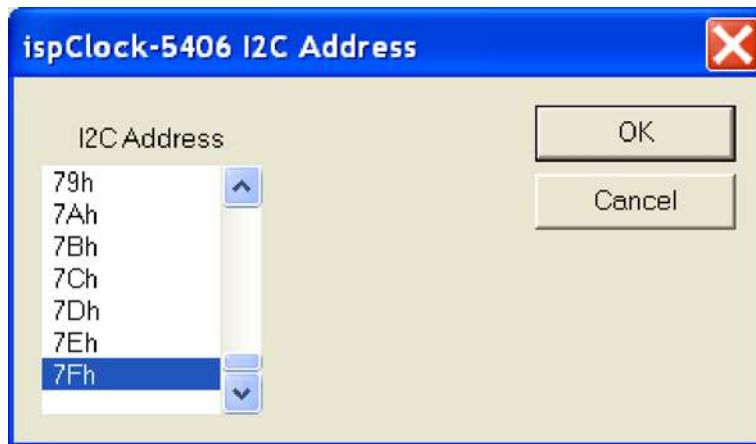 ispClock-5406 I2C Address
I2C Address
79h
7Ah
7Bh
7Ch
7Dh
7Eh
7Fh
OK
Cancel